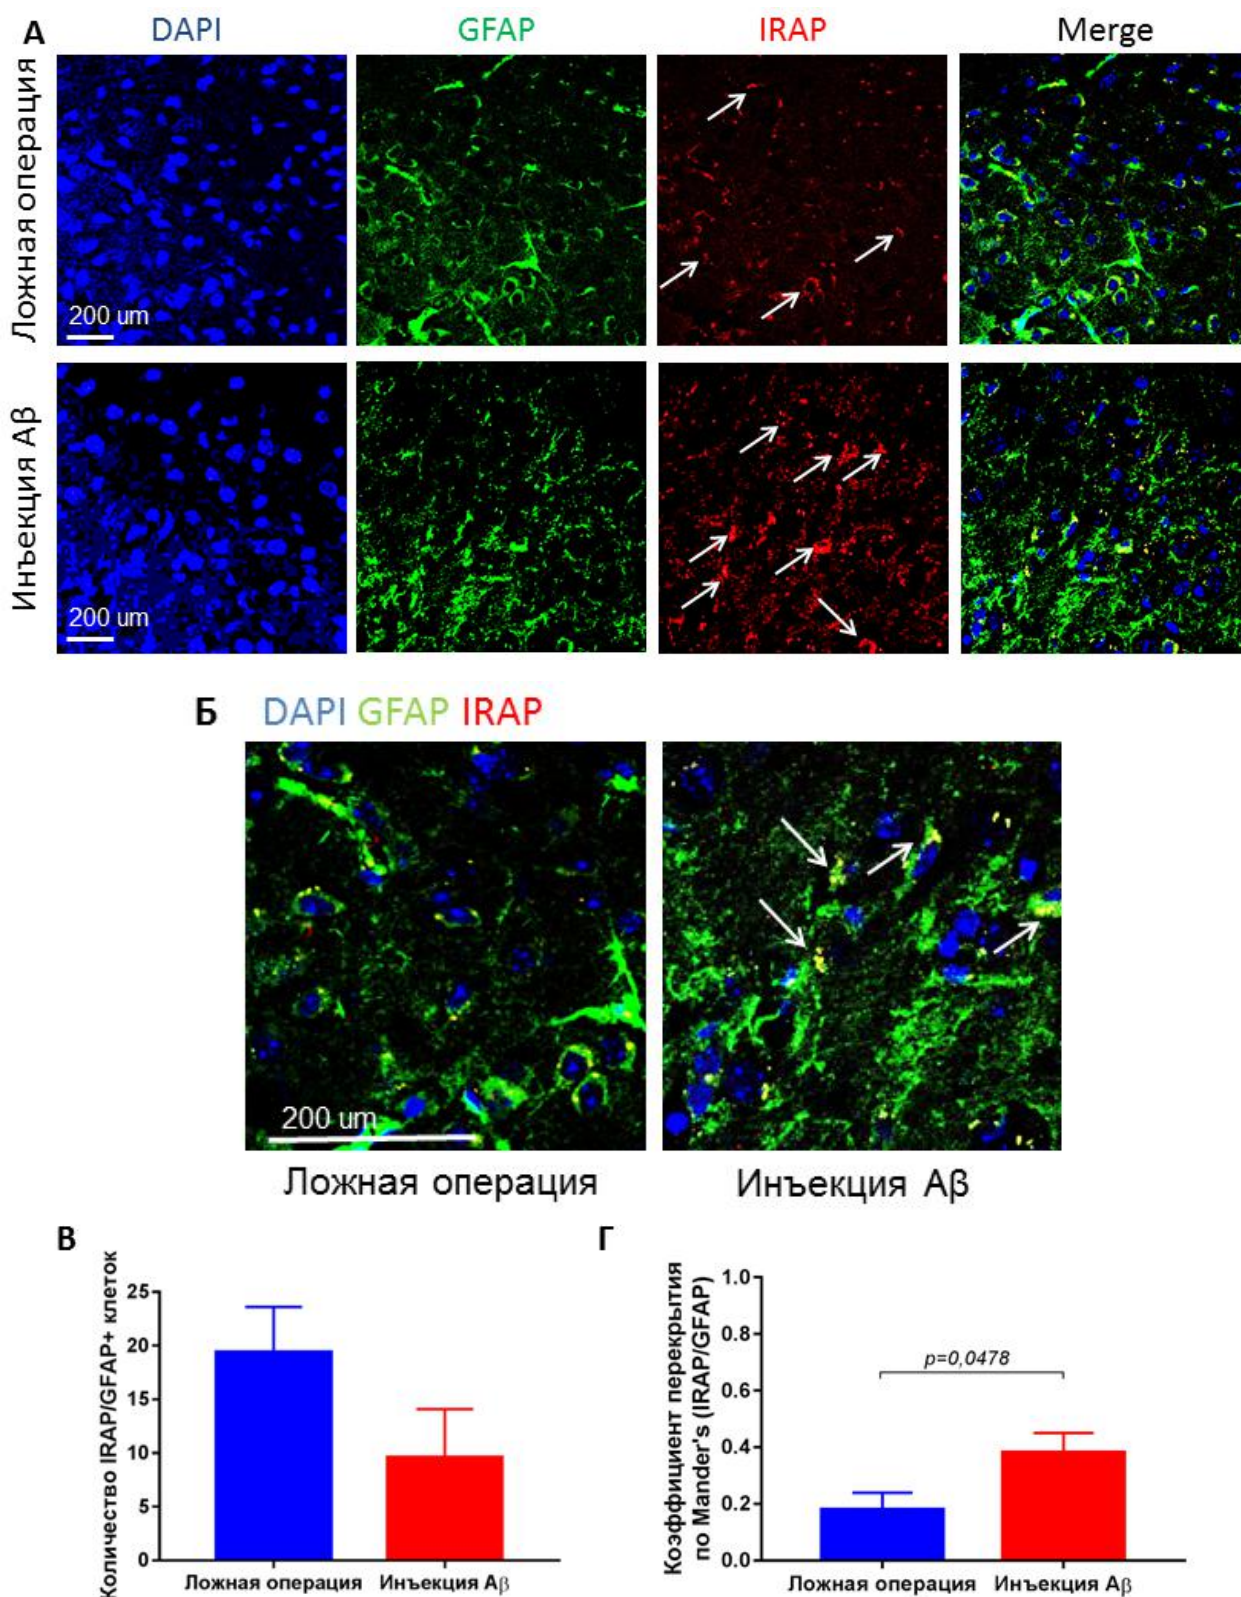 А
DAPI GFAP IRAP Merge
Ложная операция
200 um
Инъекция Aβ
200 um
Б DAPI GFAP IRAP
200 um
Ложная операция Инъекция Aβ
В
Количество IRAP/GFAP+ клеток
25
20
15
10
5
0
Ложная операция Инъекция Aβ
Г
Коэффициент перекрытия
по Mander's (IRAP/GFAP)
1.0
0.8
0.6
0.4
0.2
0.0
p=0,0478
Ложная операция Инъекция Aβ